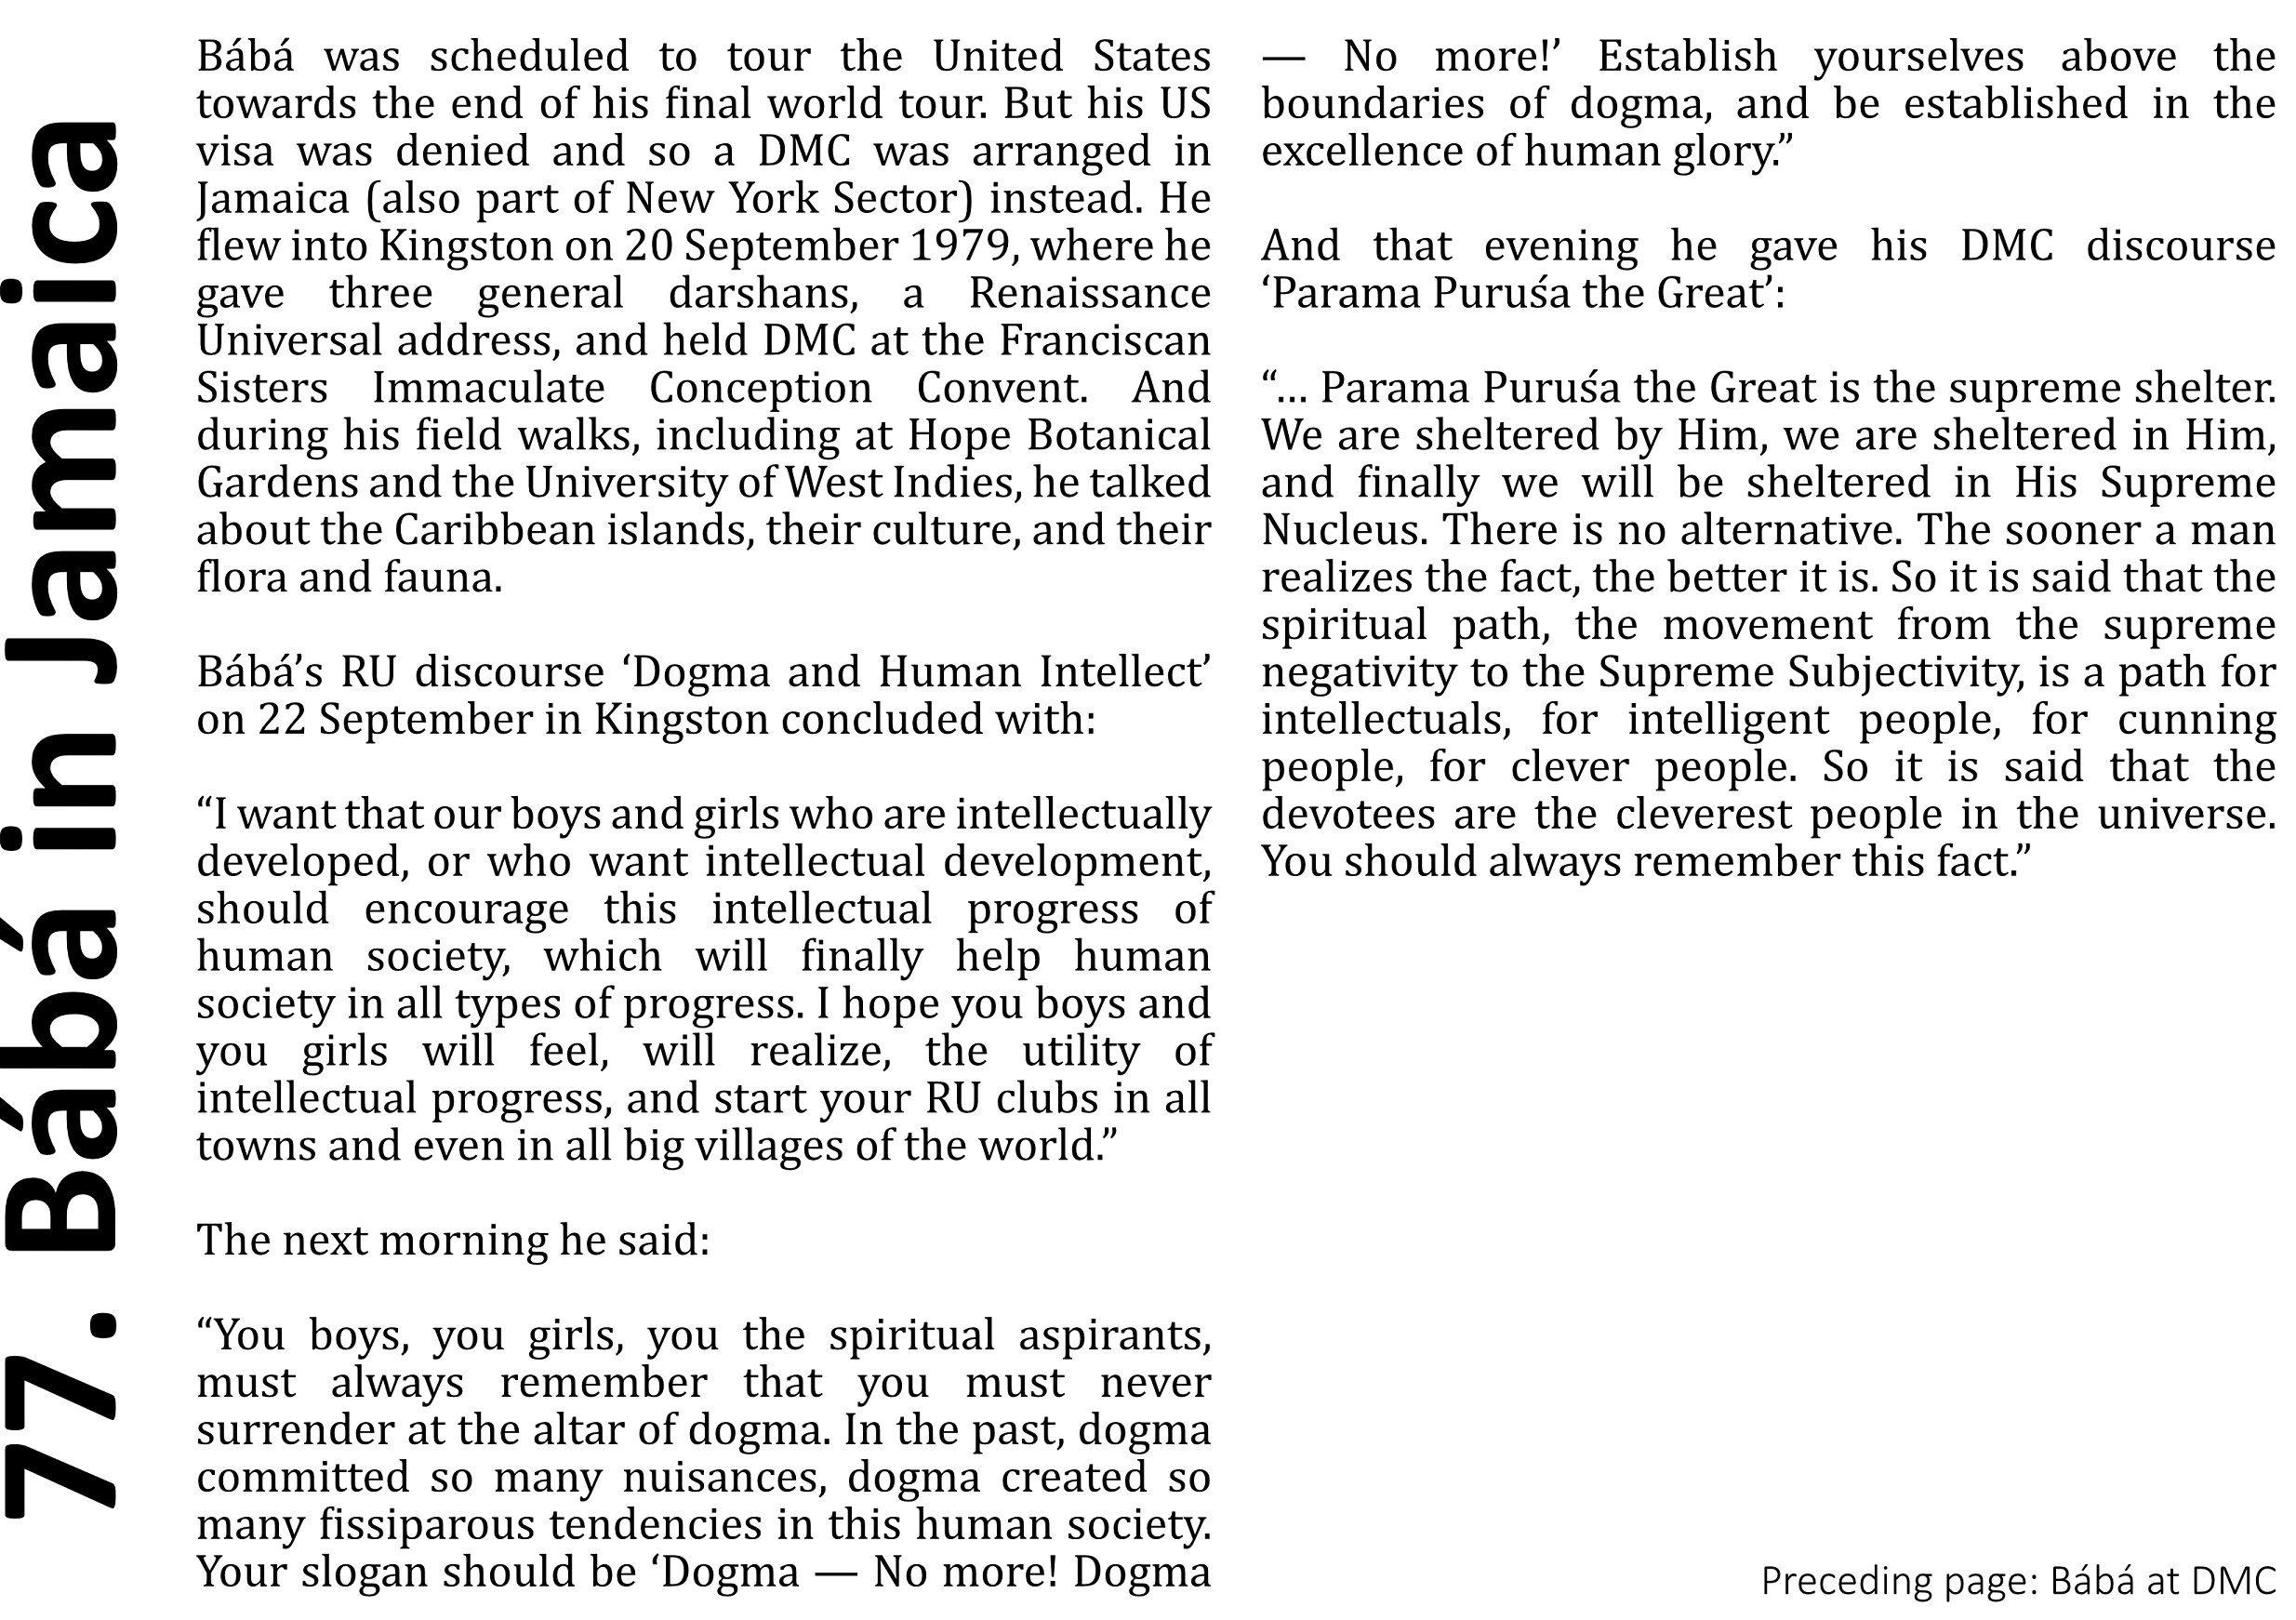 77. Bábá in Jamaica
Bábá was scheduled to tour the United States
towards the end of his final world tour. But his US
visa was denied and so a DMC was arranged in
Jamaica (also part of New York Sector) instead. He
flew into Kingston on 20 September 1979, where he
gave three general darshans, a Renaissance
Universal address, and held DMC at the Franciscan
Sisters Immaculate Conception Convent. And
during his field walks, including at Hope Botanical
Gardens and the University of West Indies, he talked
about the Caribbean islands, their culture, and their
flora and fauna.
Bábá’s RU discourse ‘Dogma and Human Intellect’
on 22 September in Kingston concluded with:
“I want that our boys and girls who are intellectually
developed, or who want intellectual development,
should encourage this intellectual progress of
human society, which will finally help human
society in all types of progress. I hope you boys and
you girls will feel, will realize, the utility of
intellectual progress, and start your RU clubs in all
towns and even in all big villages of the world.”
The next morning he said:
“You boys, you girls, you the spiritual aspirants,
must always remember that you must never
surrender at the altar of dogma. In the past, dogma
committed so many nuisances, dogma created so
many fissiparous tendencies in this human society.
Your slogan should be ‘Dogma — No more! Dogma
— No more!’ Establish yourselves above the
boundaries of dogma, and be established in the
excellence of human glory.”
And that evening he gave his DMC discourse
‘Parama Puruśa the Great’:
“… Parama Puruśa the Great is the supreme shelter.
We are sheltered by Him, we are sheltered in Him,
and finally we will be sheltered in His Supreme
Nucleus. There is no alternative. The sooner a man
realizes the fact, the better it is. So it is said that the
spiritual path, the movement from the supreme
negativity to the Supreme Subjectivity, is a path for
intellectuals, for intelligent people, for cunning
people, for clever people. So it is said that the
devotees are the cleverest people in the universe.
You should always remember this fact.”
Preceding page: Bábá at DMC